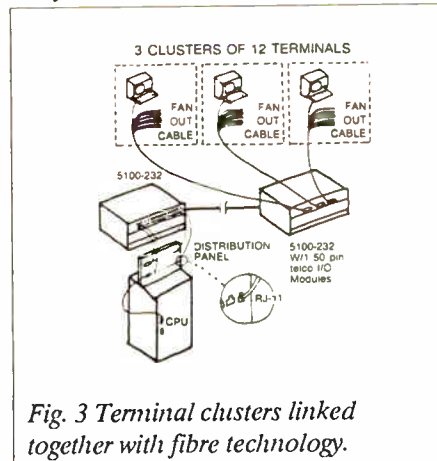 3 CLUSTERS OF 12 TERMINALS
FAN
OUT
CABLE
FAN
OUT
CABLE
FAN
OUT
CABLE
5100-232
DISTRIBUTION
PANEL
5100-232
W/1 50 pin
telco I/O
Modules
RJ-11
CPU
Fig. 3 Terminal clusters linked
together with fibre technology.